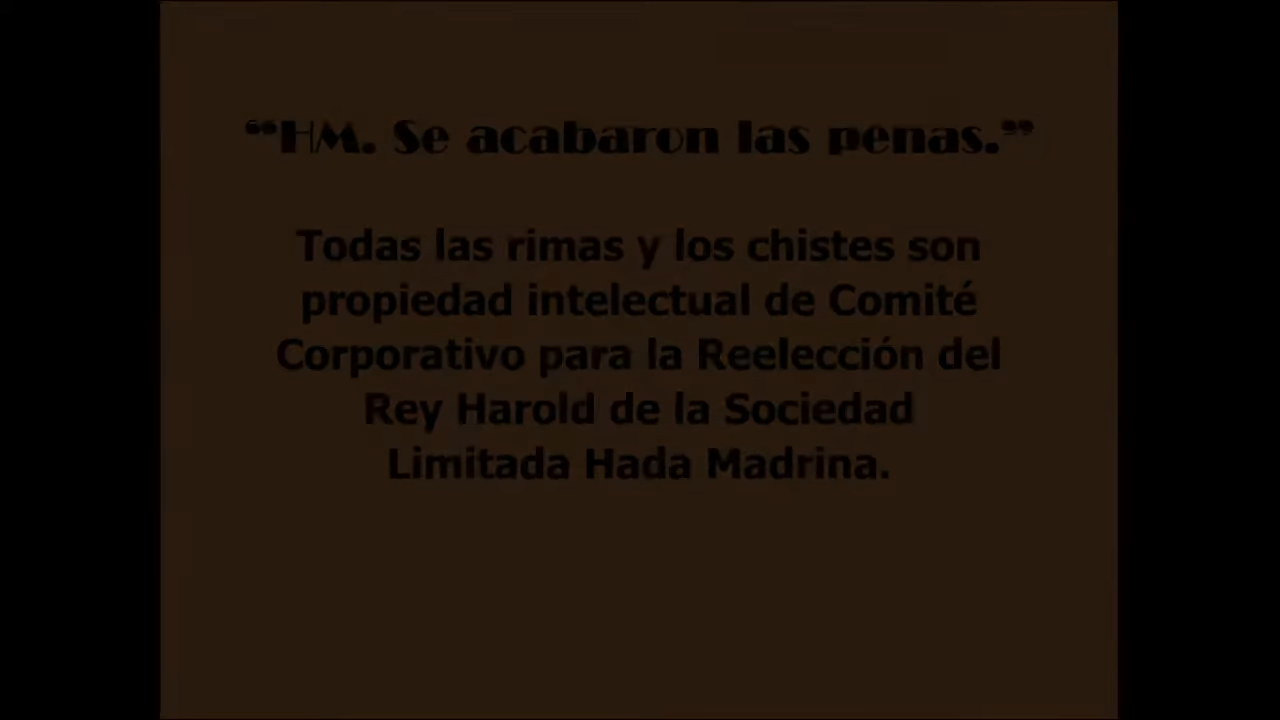 “HM. Se acabaron las penas.”
Todas las rimas y los chistes son
propiedad intelectual de Comité
Corporativo para la Reelección del
Rey Harold de la Sociedad
Limitada Hada Madrina.